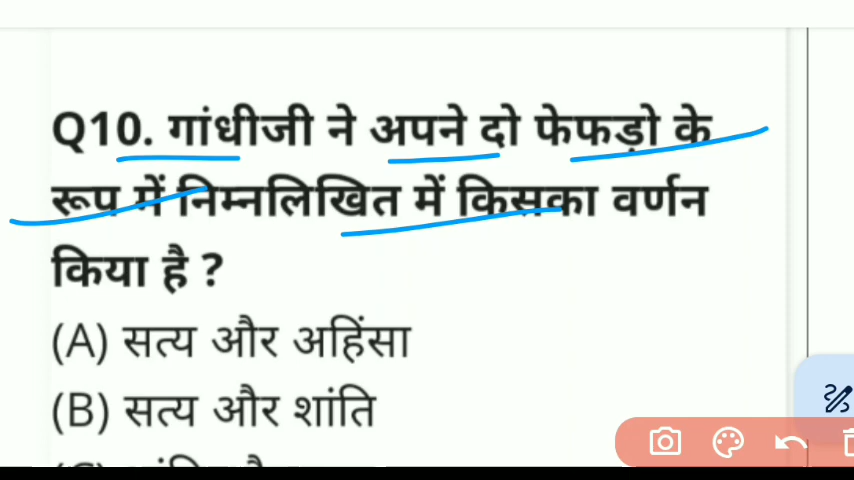 Q10. गांधीजी ने अपने दो फेफड़ो के
रूप में निम्नलिखित में किसका वर्णन
किया है ?
(A) सत्य और अहिंसा
(B) सत्य और शांति